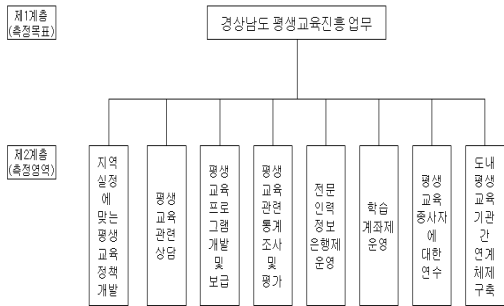 제1계층
(측정목표)
경상남도 평생교육진흥 업무
제2계층
(측정영역)
지역
실정
에
맞는
평생
교육
정책
개발
평생
교육
관련
상담
평생
교육
프로
그램
개발
및
보급
평생
교육
관련
통계
조사
및
평가
전문
인력
정보
은행제
운영
학습
계좌제
운영
평생
교육
종사자
에
대한
연수
도내
평생
교육
기관
간
연계
체제
구축